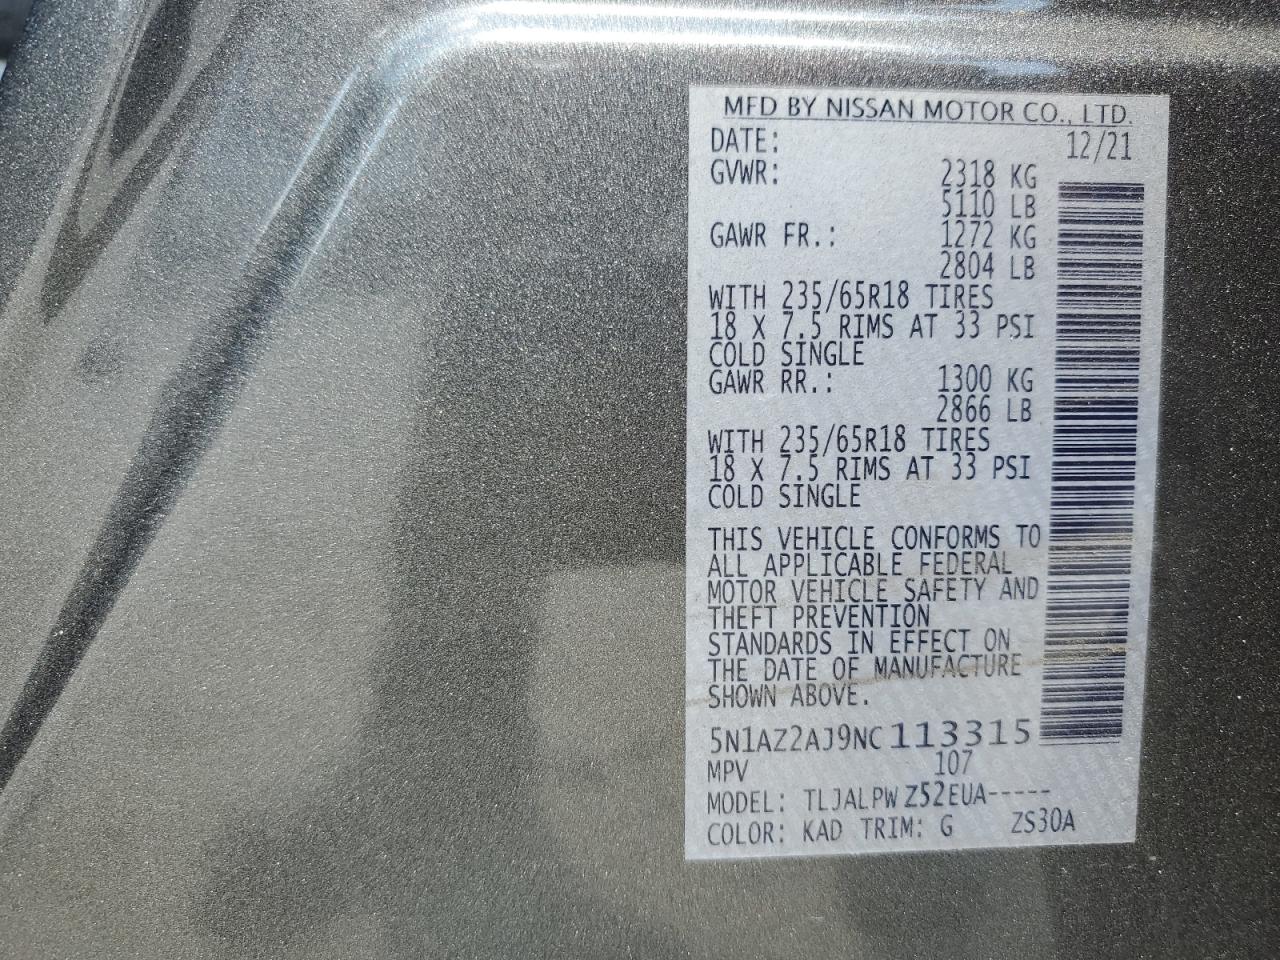 MFD BY NISSAN MOTOR CO., LTD.
DATE: 12/21
GVWR: 2318 KG
5110 LB
GAWR FR.: 1272 KG
2804 LB
WITH 235/65R18 TIRES
18 X 7.5 RIMS AT 33 PSI
COLD SINGLE
GAWR RR.: 1300 KG
2866 LB
WITH 235/65R18 TIRES
18 X 7.5 RIMS AT 33 PSI
COLD SINGLE
THIS VEHICLE CONFORMS TO
ALL APPLICABLE FEDERAL
MOTOR VEHICLE SAFETY AND
THEFT PREVENTION
STANDARDS IN EFFECT ON
THE DATE OF MANUFACTURE
SHOWN ABOVE.
5N1AZ2AJ9NC113315
MPV 107
MODEL: TLJALPW Z52EUA-----
COLOR: KAD TRIM: G ZS30A